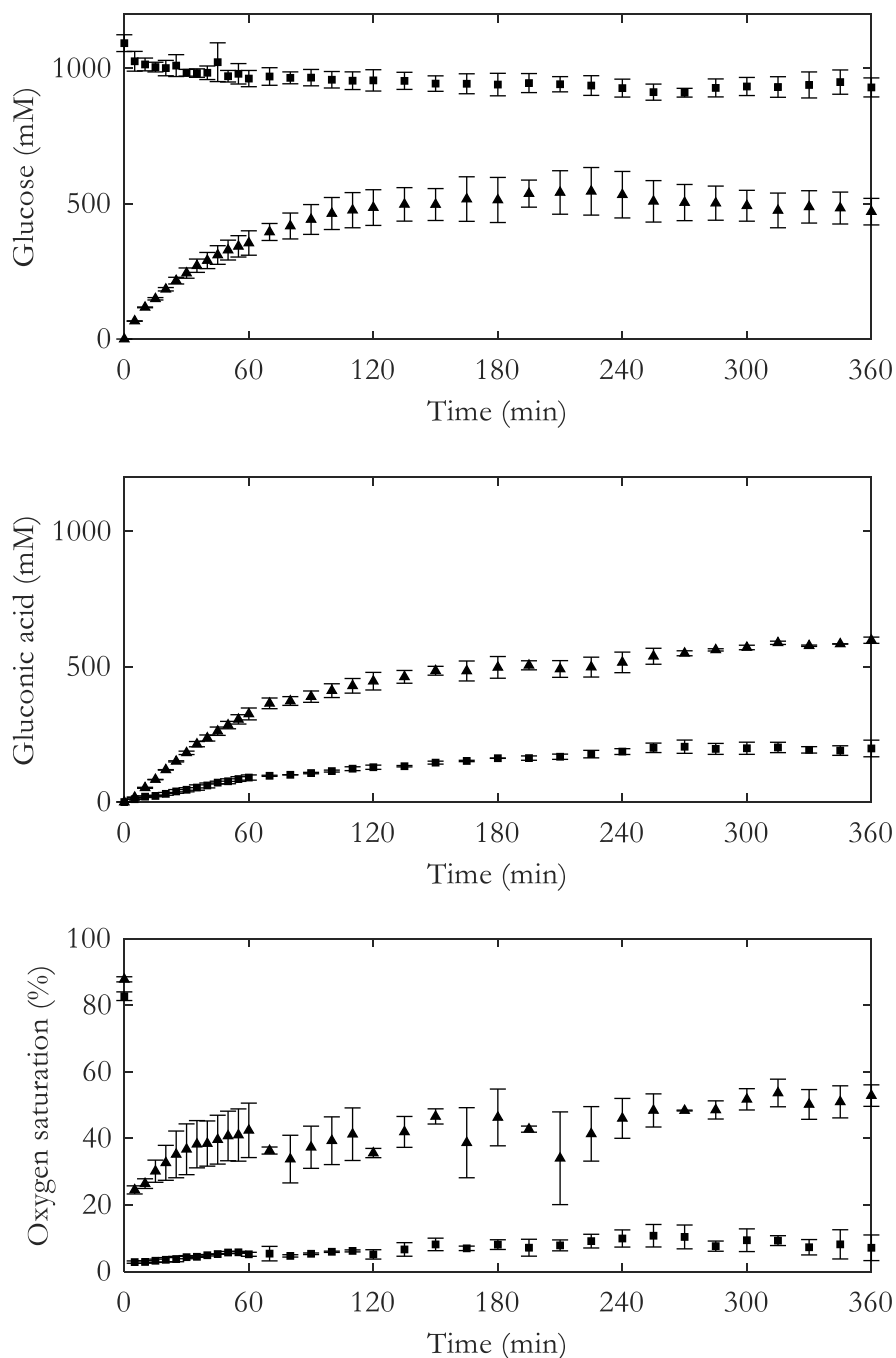 Glucose (mM)
1000
500
0
0 60 120 180 240 300 360
Time (min)
Gluconic acid (mM)
1000
500
0
0 60 120 180 240 300 360
Time (min)
Oxygen saturation (%)
100
80
60
40
20
0
0 60 120 180 240 300 360
Time (min)